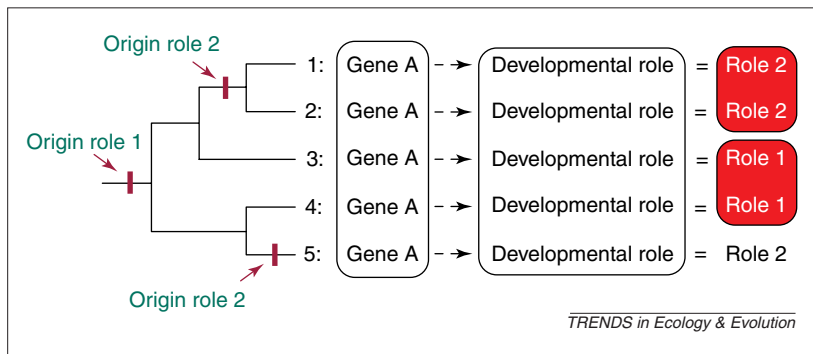 Origin role 2
1: Gene A Developmental role = Role 2
2: Gene A Developmental role = Role 2
Origin role 1
3: Gene A Developmental role = Role 1
4: Gene A Developmental role = Role 1
5: Gene A Developmental role = Role 2
Origin role 2
TRENDS in Ecology & Evolution